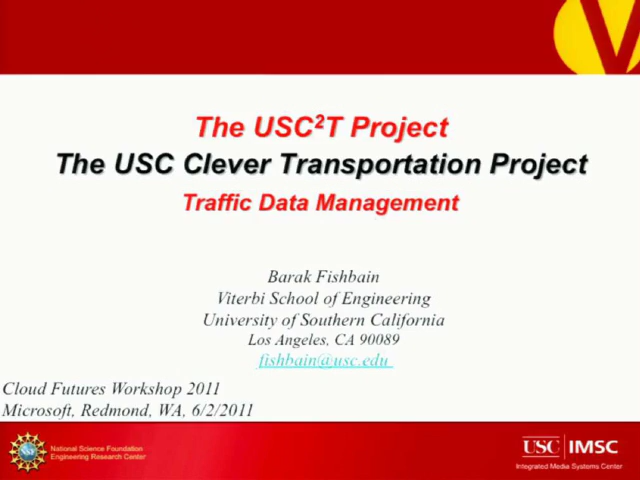 The USC²T Project
The USC Clever Transportation Project
Traffic Data Management
Barak Fishbain
Viterbi School of Engineering
University of Southern California
Los Angeles, CA 90089
fishbain@usc.edu
Cloud Futures Workshop 2011
Microsoft, Redmond, WA, 6/2/2011
National Science Foundation
Engineering Research Center
USC IMSC
Integrated Media Systems Center